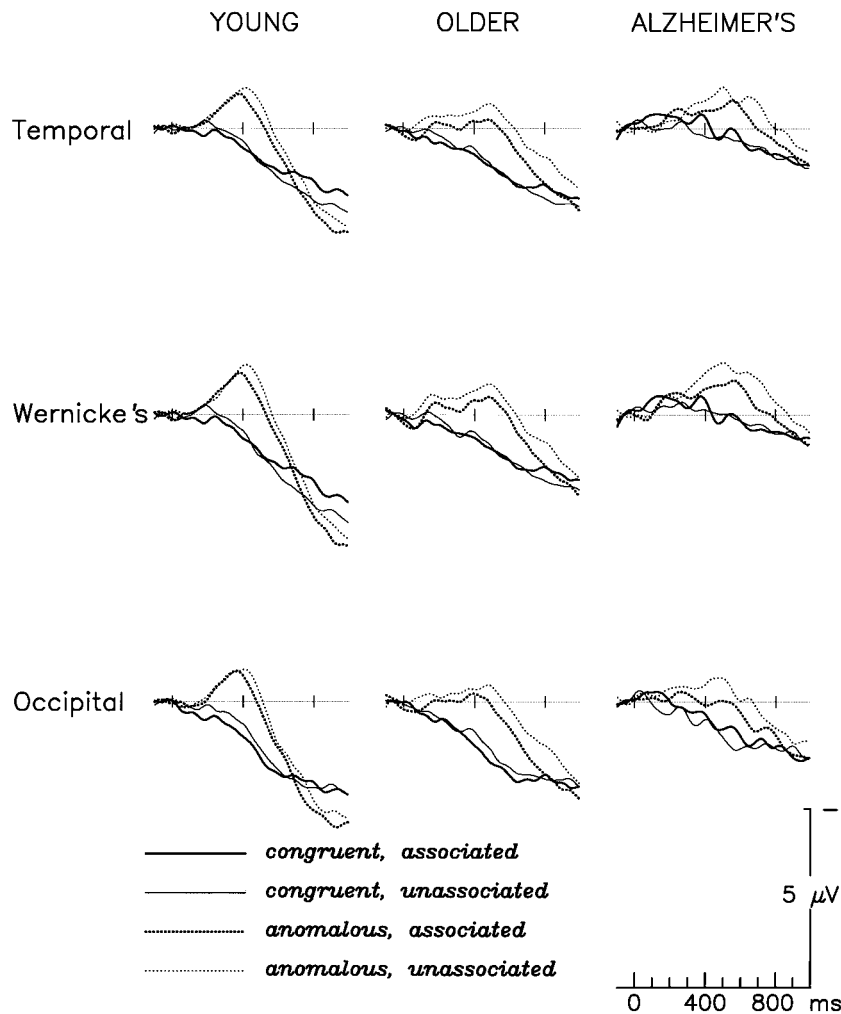 YOUNG OLDER ALZHEIMER'S
Temporal
Wernicke's
Occipital
congruent, associated
congruent, unassociated
anomalous, associated
anomalous, unassociated
–
5 μV
0 400 800 ms